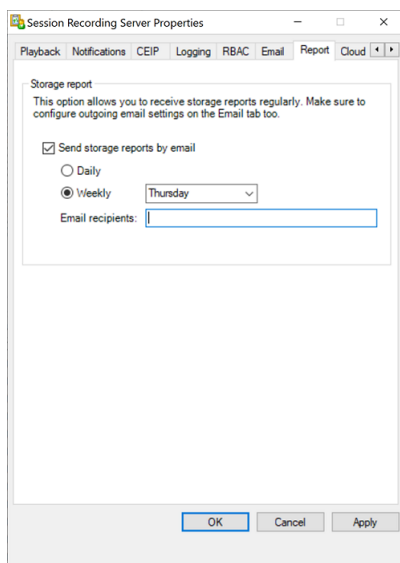 Session Recording Server Properties
Playback Notifications CEIP Logging RBAC Email Report Cloud
Storage report
This option allows you to receive storage reports regularly. Make sure to
configure outgoing email settings on the Email tab too.
Send storage reports by email
Daily
Weekly Thursday
Email recipients:
OK Cancel Apply